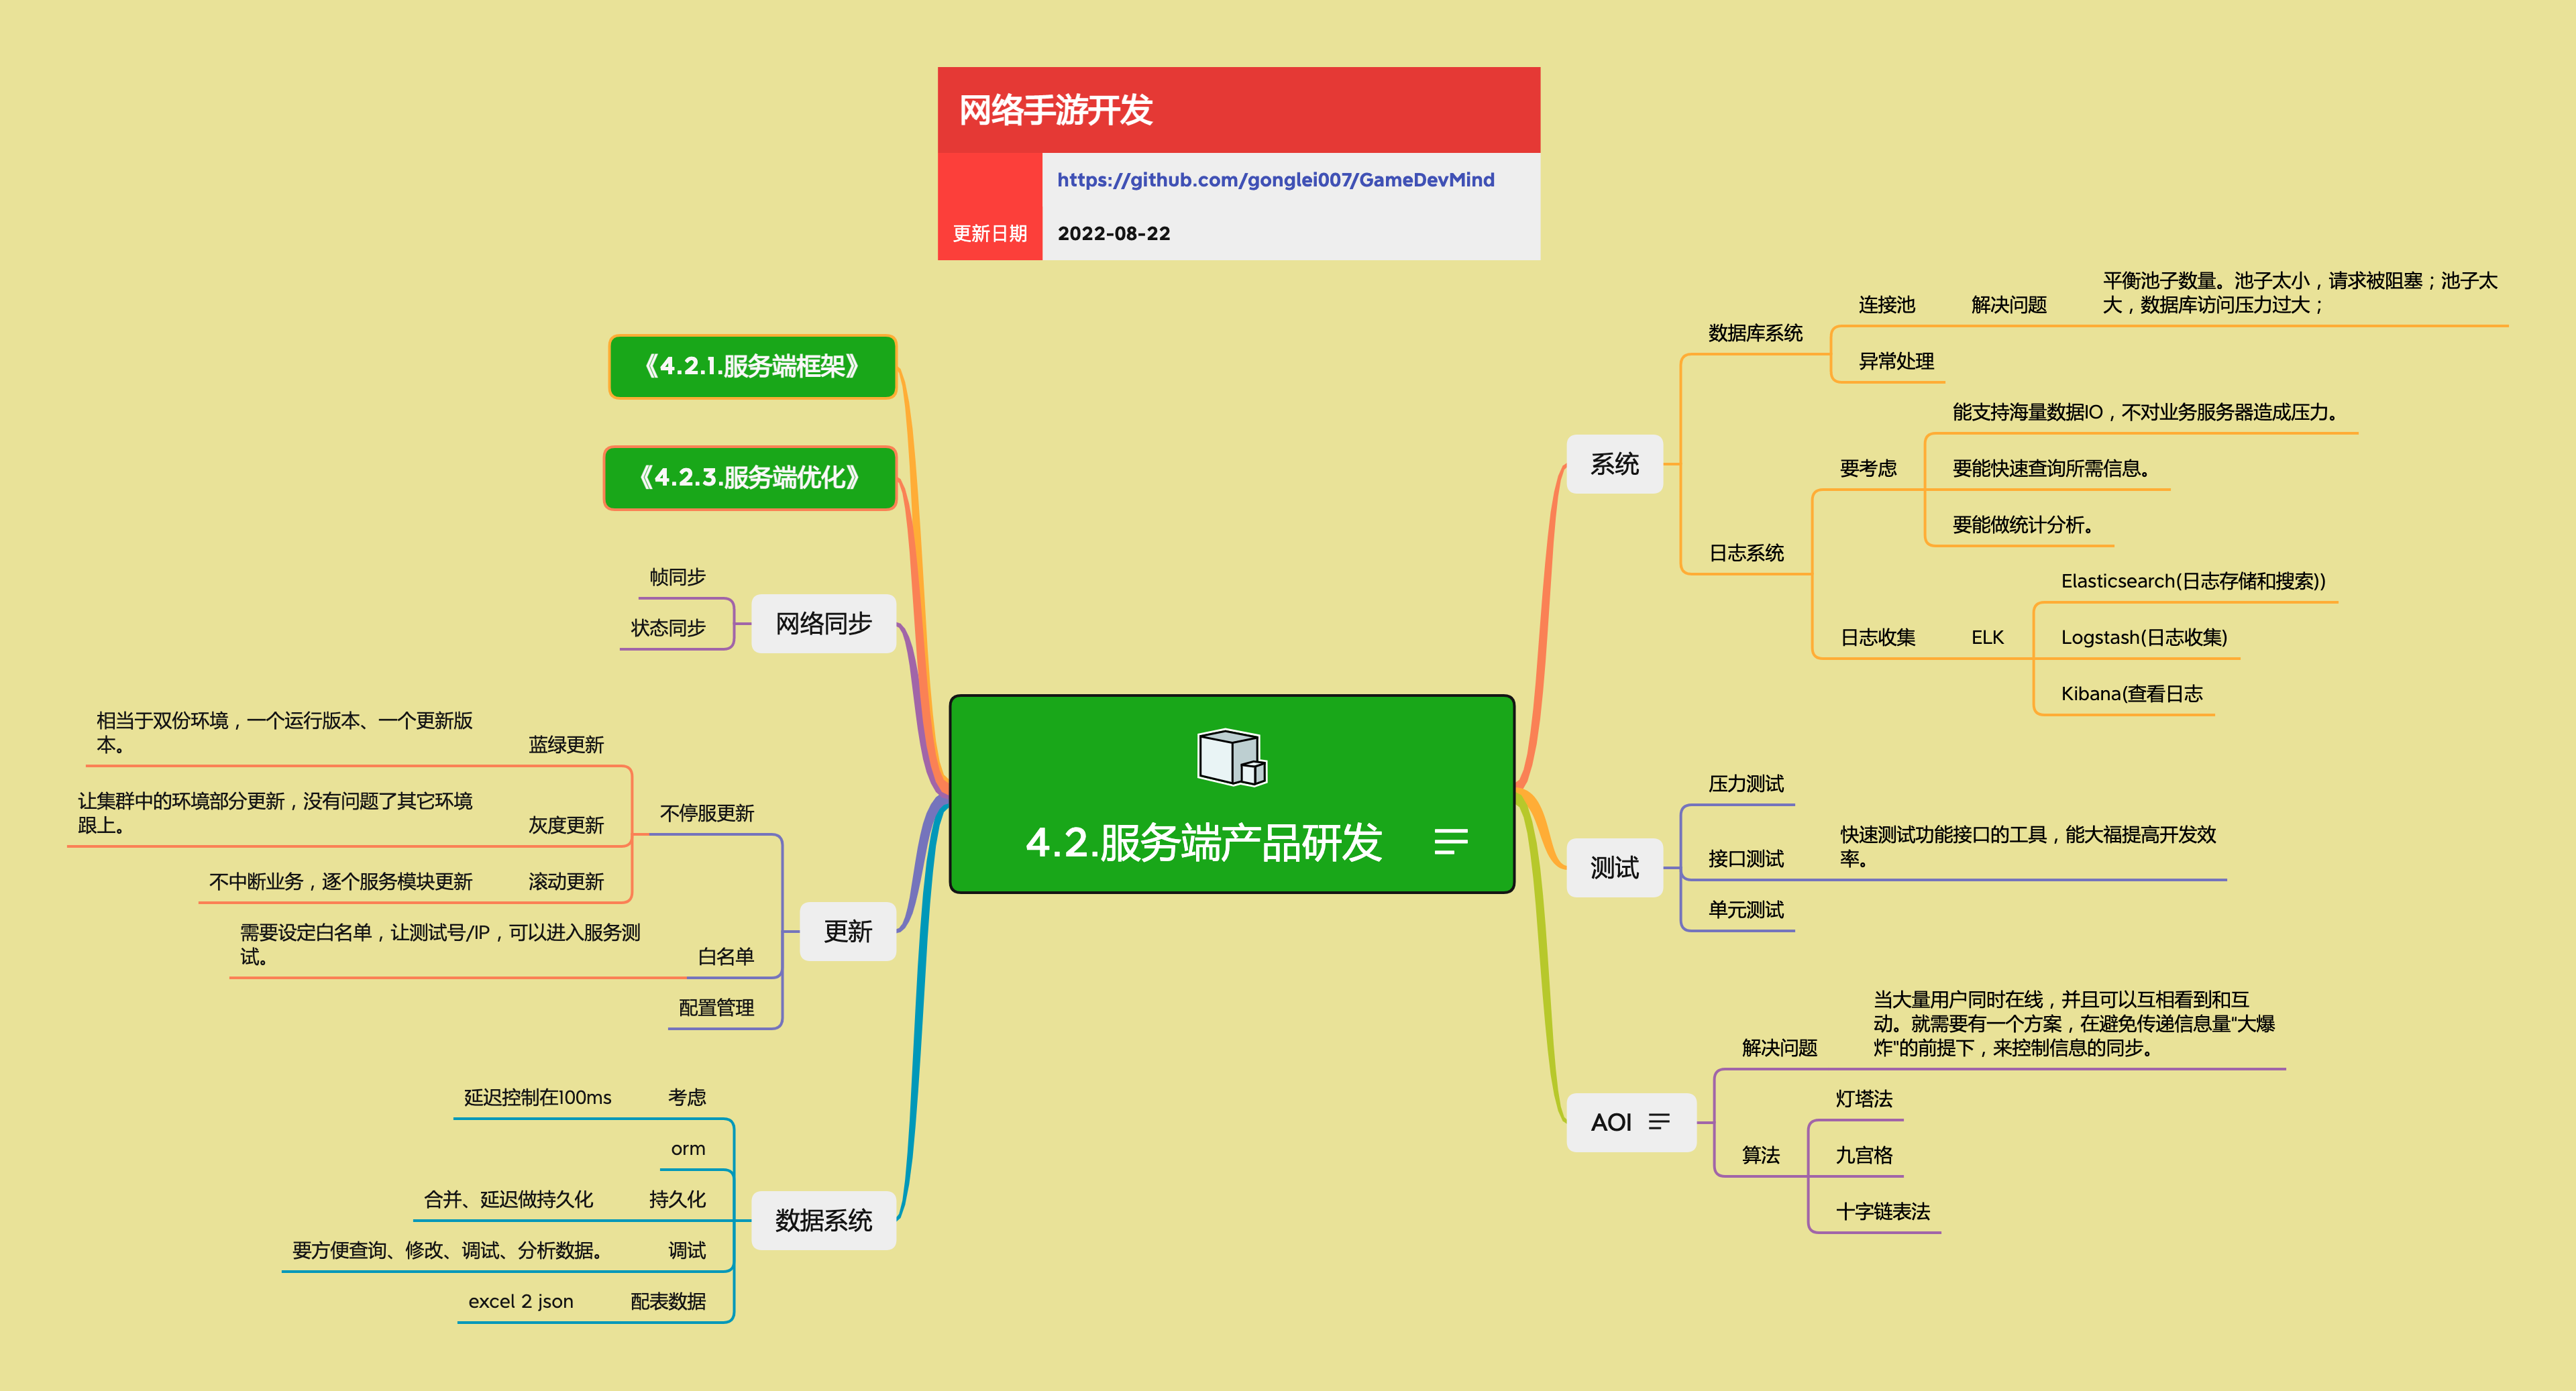 网络手游开发
https://github.com/gonglei007/GameDevMind
更新日期
2022-08-22
4.2.服务端产品研发
系统
数据库系统
连接池
解决问题
平衡池子数量。池子太小，请求被阻塞；池子太
大，数据库访问压力过大；
异常处理
日志系统
要考虑
能支持海量数据IO，不对业务服务器造成压力。
要能快速查询所需信息。
要能做统计分析。
日志收集
ELK
Elasticsearch(日志存储和搜索))
Logstash(日志收集)
Kibana(查看日志
测试
压力测试
接口测试
快速测试功能接口的工具，能大福提高开发效
率。
单元测试
AOI
解决问题
当大量用户同时在线，并且可以互相看到和互
动。就需要有一个方案，在避免传递信息量"大爆
炸"的前提下，来控制信息的同步。
算法
灯塔法
九宫格
十字链表法
《4.2.1.服务端框架》
《4.2.3.服务端优化》
网络同步
帧同步
状态同步
更新
不停服更新
蓝绿更新
相当于双份环境，一个运行版本、一个更新版
本。
灰度更新
让集群中的环境部分更新，没有问题了其它环境
跟上。
滚动更新
不中断业务，逐个服务模块更新
白名单
需要设定白名单，让测试号/IP，可以进入服务测
试。
配置管理
数据系统
考虑
延迟控制在100ms
orm
持久化
合并、延迟做持久化
调试
要方便查询、修改、调试、分析数据。
配表数据
excel 2 json